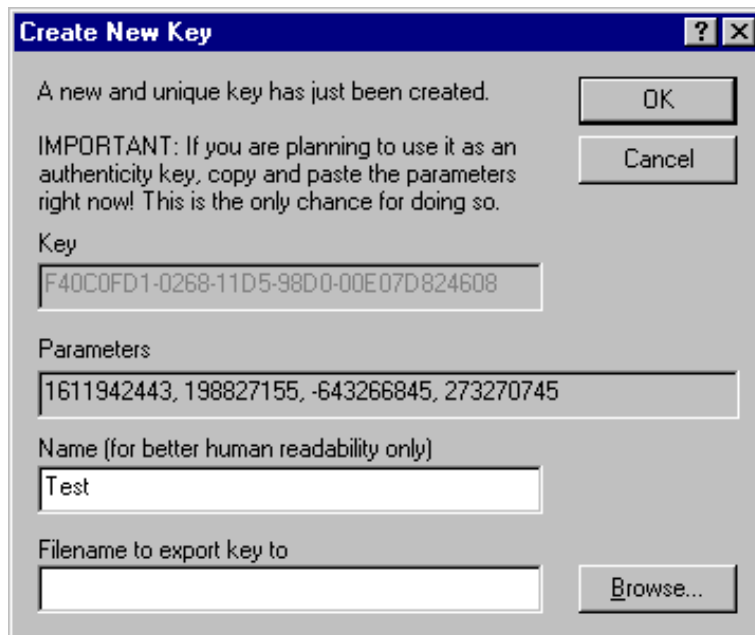 Create New Key
A new and unique key has just been created.
OK
IMPORTANT: If you are planning to use it as an
authenticity key, copy and paste the parameters
right now! This is the only chance for doing so.
Cancel
Key
F40C0FD1-0268-11D5-98D0-00E07D824608
Parameters
1611942443, 198827155, -643266845, 273270745
Name (for better human readability only)
Test
Filename to export key to
Browse...